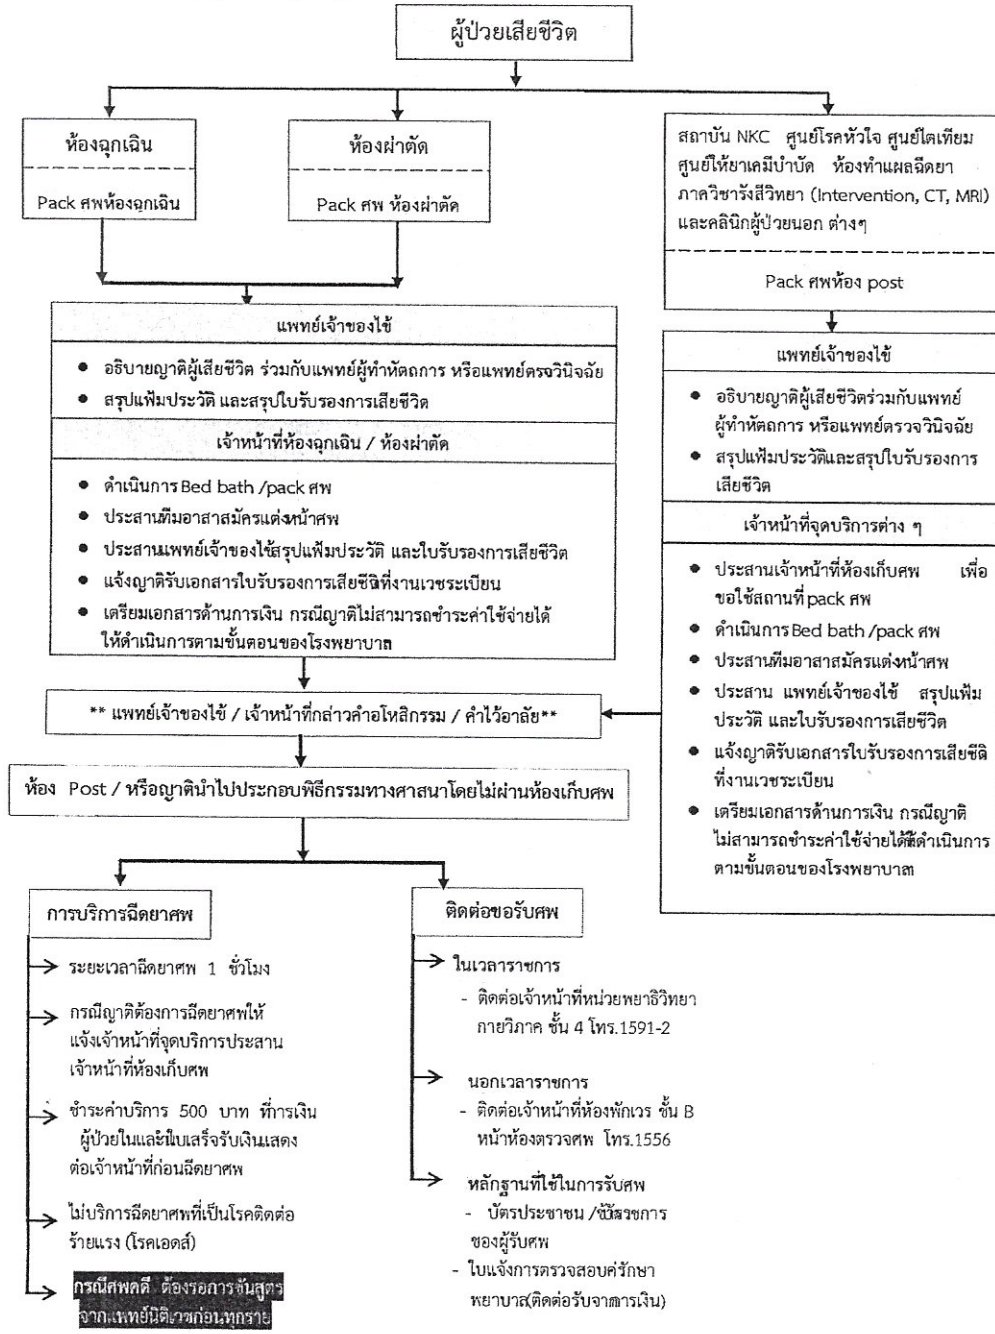 ผู้ป่วยเสียชีวิต
ห้องฉุกเฉิน
Pack ศพห้องฉุกเฉิน
ห้องผ่าตัด
Pack ศพ ห้องผ่าตัด
สถาบัน NKC ศูนย์โรคหัวใจ ศูนย์ไตเทียม
ศูนย์ให้ยาเคมีบำบัด ห้องทำแผลฉีดยา
ภาควิชารังสีวิทยา (Intervention, CT, MRI)
และคลินิกผู้ป่วยนอก ต่างๆ
Pack ศพห้อง post
แพทย์เจ้าของไข้
● อธิบายญาติผู้เสียชีวิต ร่วมกับแพทย์ผู้ทำหัตถการ หรือแพทย์ตรวจวินิจฉัย
● สรุปแฟ้มประวัติ และสรุปใบรับรองการเสียชีวิต
เจ้าหน้าที่ห้องฉุกเฉิน / ห้องผ่าตัด
● ดำเนินการ Bed bath /pack ศพ
● ประสานทีมอาสาสมัครแต่งหน้าศพ
● ประสานแพทย์เจ้าของไข้สรุปแฟ้มประวัติ และใบรับรองการเสียชีวิต
● แจ้งญาติรับเอกสารใบรับรองการเสียชีติที่งานเวชระเบียน
● เตรียมเอกสารด้านการเงิน กรณีญาติไม่สามารถชำระค่าใช้จ่ายได้
ให้ดำเนินการตามขั้นตอนของโรงพยาบาล
แพทย์เจ้าของไข้
● อธิบายญาติผู้เสียชีวิตร่วมกับแพทย์
ผู้ทำหัตถการ หรือแพทย์ตรวจวินิจฉัย
● สรุปแฟ้มประวัติและสรุปใบรับรองการ
เสียชีวิต
เจ้าหน้าที่จุดบริการต่าง ๆ
● ประสานเจ้าหน้าที่ห้องเก็บศพ เพื่อ
ขอใช้สถานที่ pack ศพ
● ดำเนินการ Bed bath /pack ศพ
● ประสานทีมอาสาสมัครแต่งหน้าศพ
● ประสาน แพทย์เจ้าของไข้ สรุปแฟ้ม
ประวัติ และใบรับรองการเสียชีวิต
● แจ้งญาติรับเอกสารใบรับรองการเสียชีติ
ที่งานเวชระเบียน
● เตรียมเอกสารด้านการเงิน กรณีญาติ
ไม่สามารถชำระค่าใช้จ่ายได้ให้ดำเนินการ
ตามขั้นตอนของโรงพยาบาล
** แพทย์เจ้าของไข้ / เจ้าหน้าที่กล่าวคำอโหสิกรรม / คำไว้อาลัย**
ห้อง Post / หรือญาตินำไปประกอบพิธีกรรมทางศาสนาโดยไม่ผ่านห้องเก็บศพ
การบริการฉีดยาศพ
ระยะเวลาฉีดยาศพ 1 ชั่วโมง
กรณีญาติต้องการฉีดยาศพให้
แจ้งเจ้าหน้าที่จุดบริการประสาน
เจ้าหน้าที่ห้องเก็บศพ
ชำระค่าบริการ 500 บาท ที่การเงิน
ผู้ป่วยในและนำใบเสร็จรับเงินแสดง
ต่อเจ้าหน้าที่ก่อนฉีดยาศพ
ไม่บริการฉีดยาศพที่เป็นโรคติดต่อ
ร้ายแรง (โรคเอดส์)
กรณีศพคดี ต้องรอการชันสูตร
จากแพทย์นิติเวชก่อนทุกราย
ติดต่อขอรับศพ
ในเวลาราชการ
- ติดต่อเจ้าหน้าที่หน่วยพยาธิวิทยา
กายวิภาค ชั้น 4 โทร.1591-2
นอกเวลาราชการ
- ติดต่อเจ้าหน้าที่ห้องพักเวร ชั้น B
หน้าห้องตรวจศพ โทร.1556
หลักฐานที่ใช้ในการรับศพ
- บัตรประชาชน /ข้าราชการ
ของผู้รับศพ
- ใบแจ้งการตรวจสอบค่รักษา
พยาบาล(ติดต่อรับจากการเงิน)